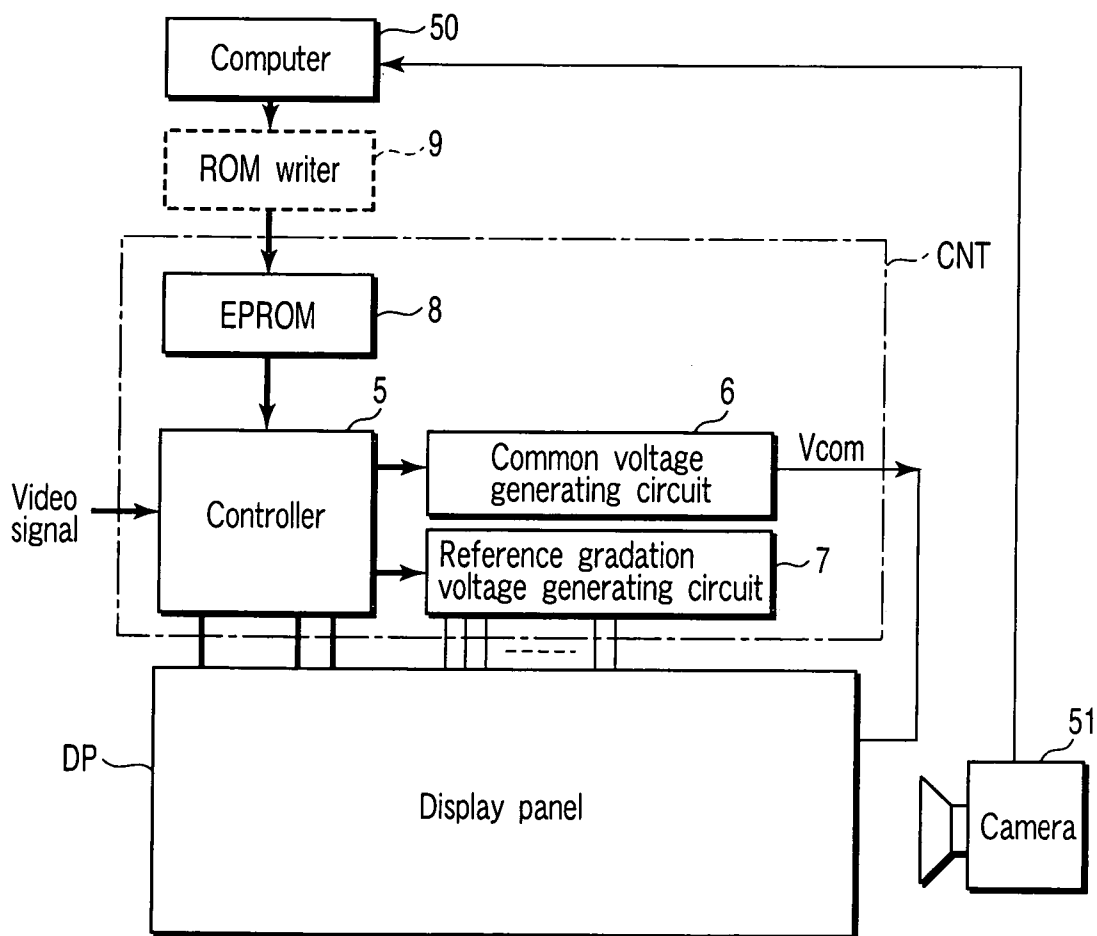 50
Computer
9
ROM writer
CNT
EPROM
8
5
6
Common voltage
generating circuit
Vcom
Video
signal
Controller
Reference gradation
voltage generating circuit
7
DP
Display panel
51
Camera